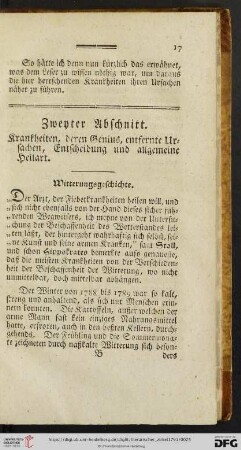 17
So hätte ich denn nun kürzlich das erwähnet,
was dem Leser zu wissen nöthig war, um daraus
die hier herrschenden Krankheiten ihren Ursachen
näher zu führen.
Zweyter Abschnitt.
Krankheiten, deren Genius, entfernte Ur-
sachen, Entscheidung und allgemeine
Heilart.
Witterungsgeschichte.
„Der Arzt, der Fieberkrankheiten heilen will, und
„sich nicht ebenfalls von der Hand dieses sicher führ-
„enden Wegweisers, ich meyne von der Untersu-
„chung der Beschaffenheit des Wetterstandes lei-
„ten läßt, der hintergeht wahrhaftig sich selbst, sei-
„ne Kunst und seine armen Kranken,“ sagt Stoll,
und schon Hippokrates bemerkte aufs genaueste,
daß die meisten Krankheiten von der Verschieden-
heit der Beschaffenheit der Witterung, wo nicht
unmittelbar, doch mittelbar abhängen.
Der Winter von 1788 bis 1789 war so kalt,
streng und anhaltend, als sich nur Menschen erin-
nern konnten. Die Kartoffeln, außer welchen der
arme Mann fast kein einziges Nahrungsmittel
hatte, erfroren, auch in den besten Kellern, durch-
gehends. Der Frühling und die Sommermonate
zeichneten durch naßkalte Witterung sich beson-
B
ders
UNIVERSITÄTS-BIBLIOTHEK HEIDELBERG
DFG